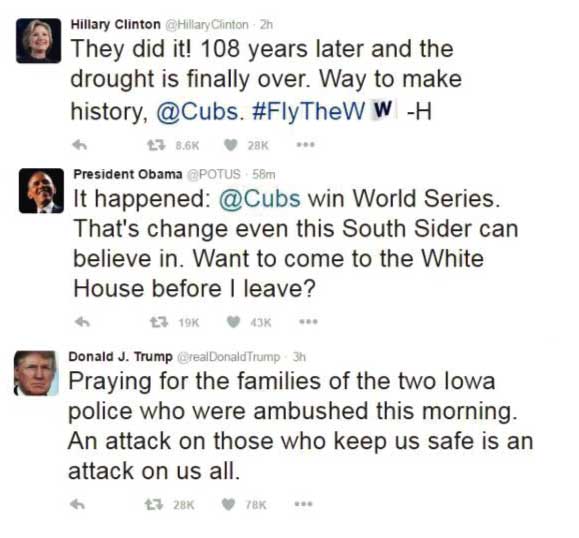 Hillary Clinton @HillaryClinton · 2h
They did it! 108 years later and the
drought is finally over. Way to make
history, @Cubs. #FlyTheW W -H
8.6K 28K
President Obama @POTUS · 58m
It happened: @Cubs win World Series.
That's change even this South Sider can
believe in. Want to come to the White
House before I leave?
19K 43K
Donald J. Trump @realDonaldTrump · 3h
Praying for the families of the two Iowa
police who were ambushed this morning.
An attack on those who keep us safe is an
attack on us all.
28K 78K